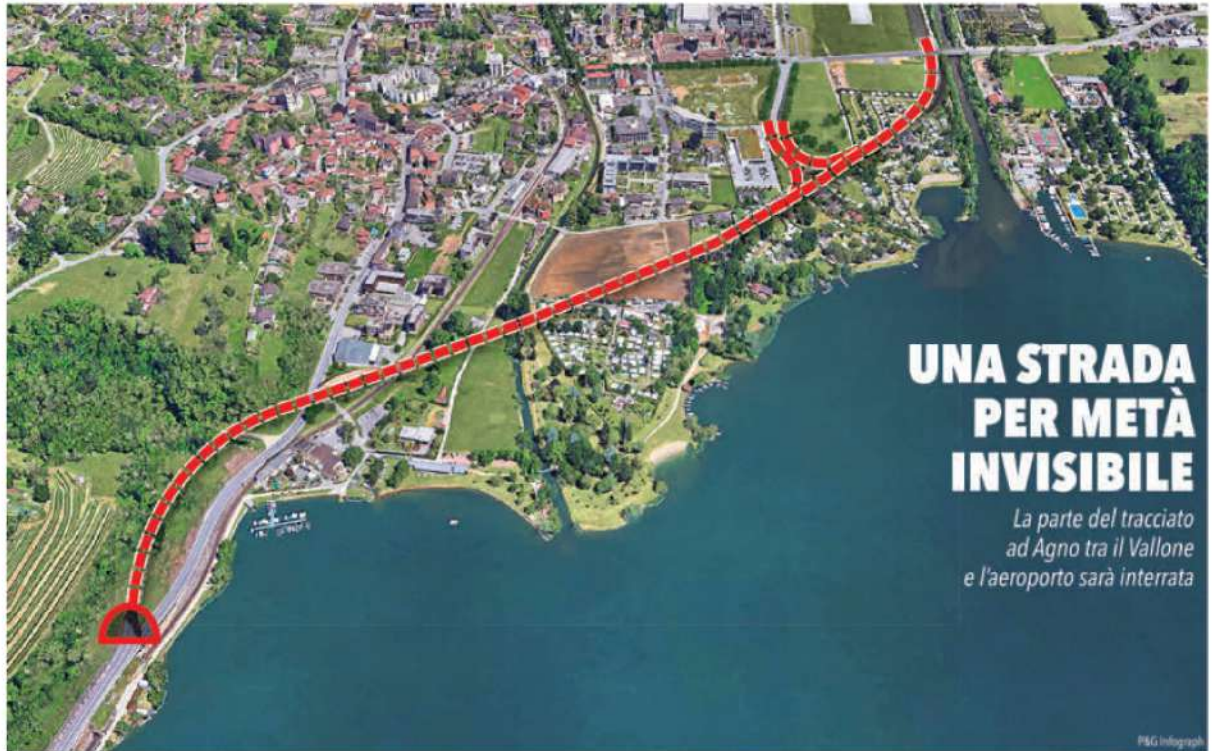 UNA STRADA
PER METÀ
INVISIBILE
La parte del tracciato
ad Agno tra il Vallone
e l'aeroporto sarà interrata
P&G Infograph